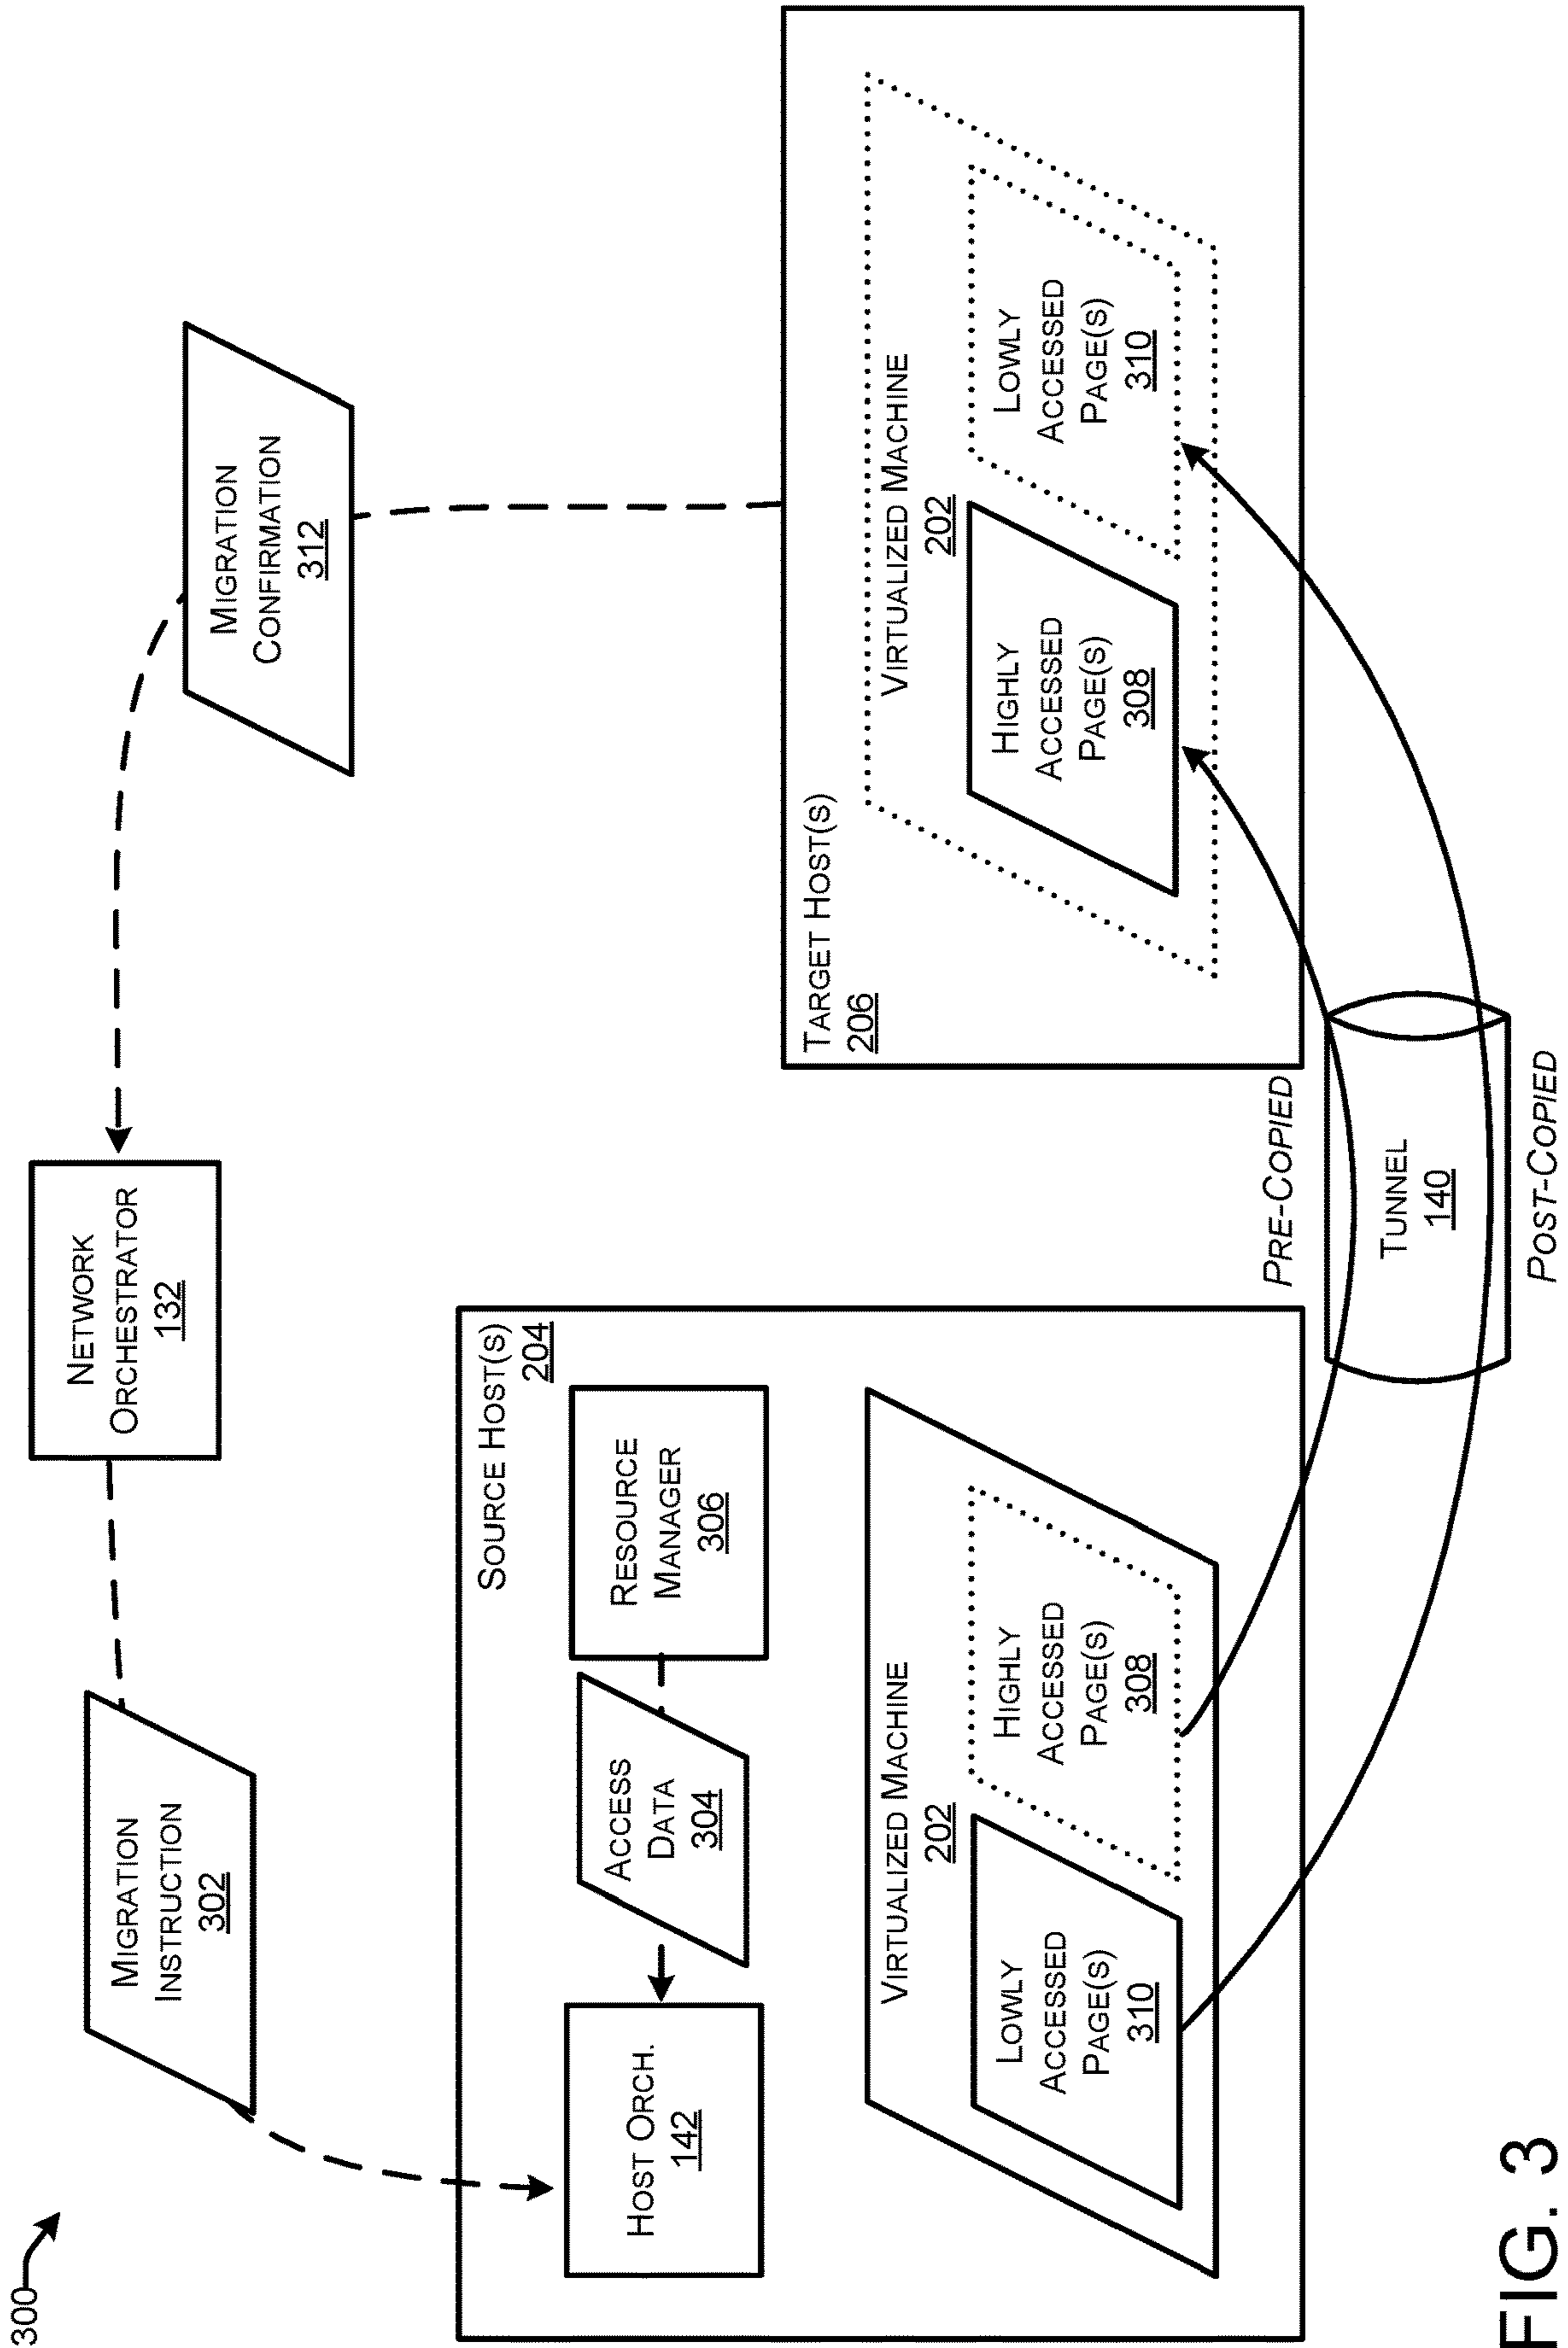 300
MIGRATION
INSTRUCTION
302
NETWORK
ORCHESTRATOR
132
MIGRATION
CONFIRMATION
312
SOURCE HOST(S)
204
HOST ORCH.
142
ACCESS
DATA
304
RESOURCE
MANAGER
306
VIRTUALIZED MACHINE
202
LOWLY
ACCESSED
PAGE(S)
310
HIGHLY
ACCESSED
PAGE(S)
308
TARGET HOST(S)
206
VIRTUALIZED MACHINE
202
HIGHLY
ACCESSED
PAGE(S)
308
LOWLY
ACCESSED
PAGE(S)
310
PRE-COPIED
TUNNEL
140
POST-COPIED
FIG. 3